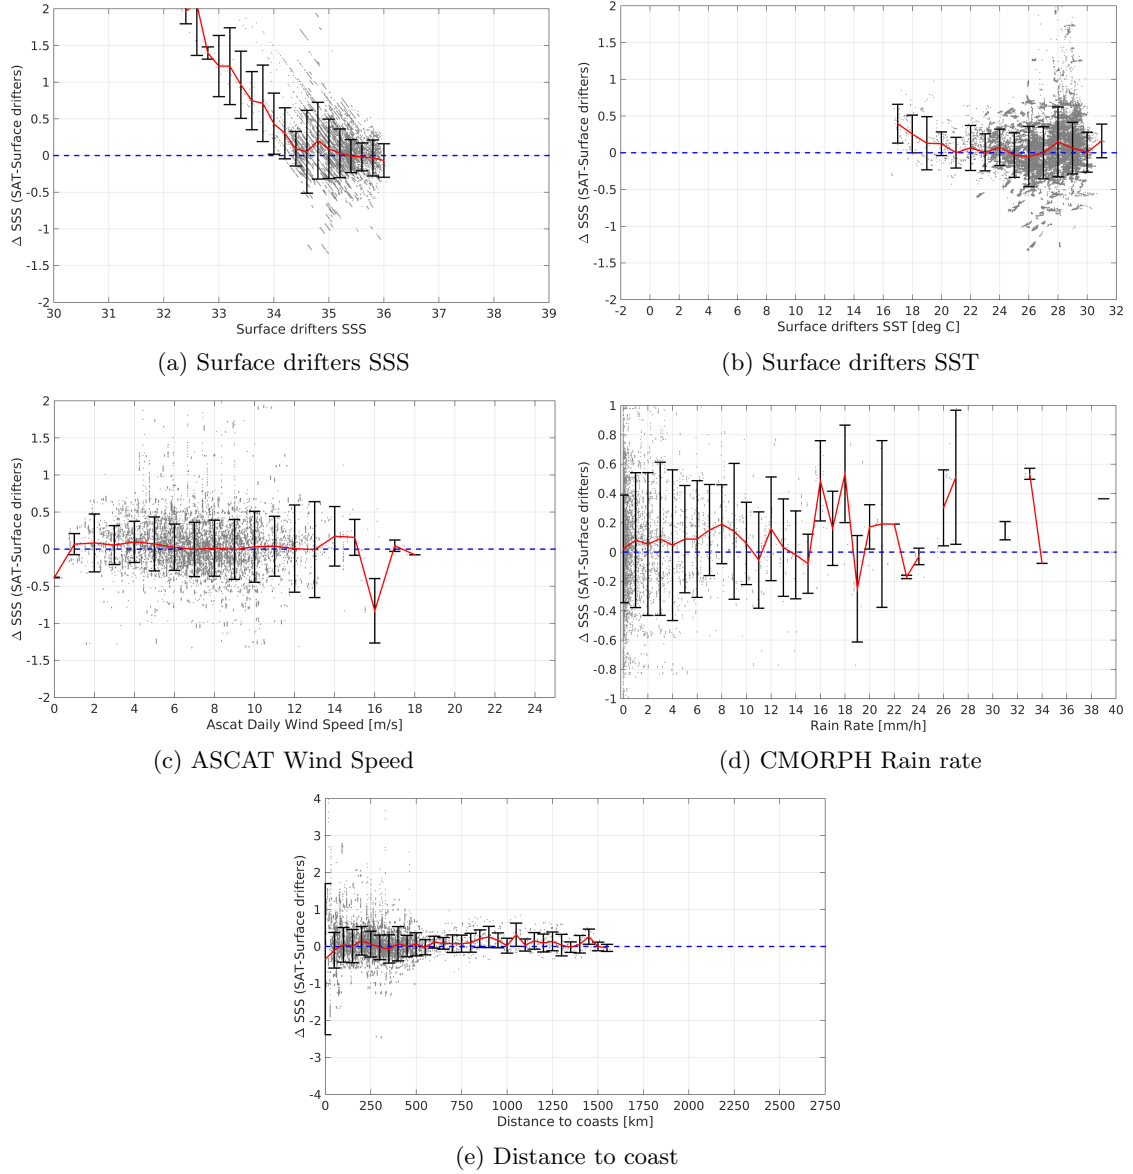 2
1.5
1
0.5
0
-0.5
-1
-1.5
-2
Δ SSS (SAT-Surface drifters)
30 31 32 33 34 35 36 37 38 39
Surface drifters SSS
(a) Surface drifters SSS
2
1.5
1
0.5
0
-0.5
-1
-1.5
-2
Δ SSS (SAT-Surface drifters)
-2 0 2 4 6 8 10 12 14 16 18 20 22 24 26 28 30 32
Surface drifters SST [deg C]
(b) Surface drifters SST
2
1.5
1
0.5
0
-0.5
-1
-1.5
-2
Δ SSS (SAT-Surface drifters)
0 2 4 6 8 10 12 14 16 18 20 22 24
Ascat Daily Wind Speed [m/s]
(c) ASCAT Wind Speed
1
0.8
0.6
0.4
0.2
0
-0.2
-0.4
-0.6
-0.8
-1
Δ SSS (SAT-Surface drifters)
0 2 4 6 8 10 12 14 16 18 20 22 24 26 28 30 32 34 36 38 40
Rain Rate [mm/h]
(d) CMORPH Rain rate
4
3
2
1
0
-1
-2
-3
-4
Δ SSS (SAT-Surface drifters)
0 250 500 750 1000 1250 1500 1750 2000 2250 2500 2750
Distance to coasts [km]
(e) Distance to coast